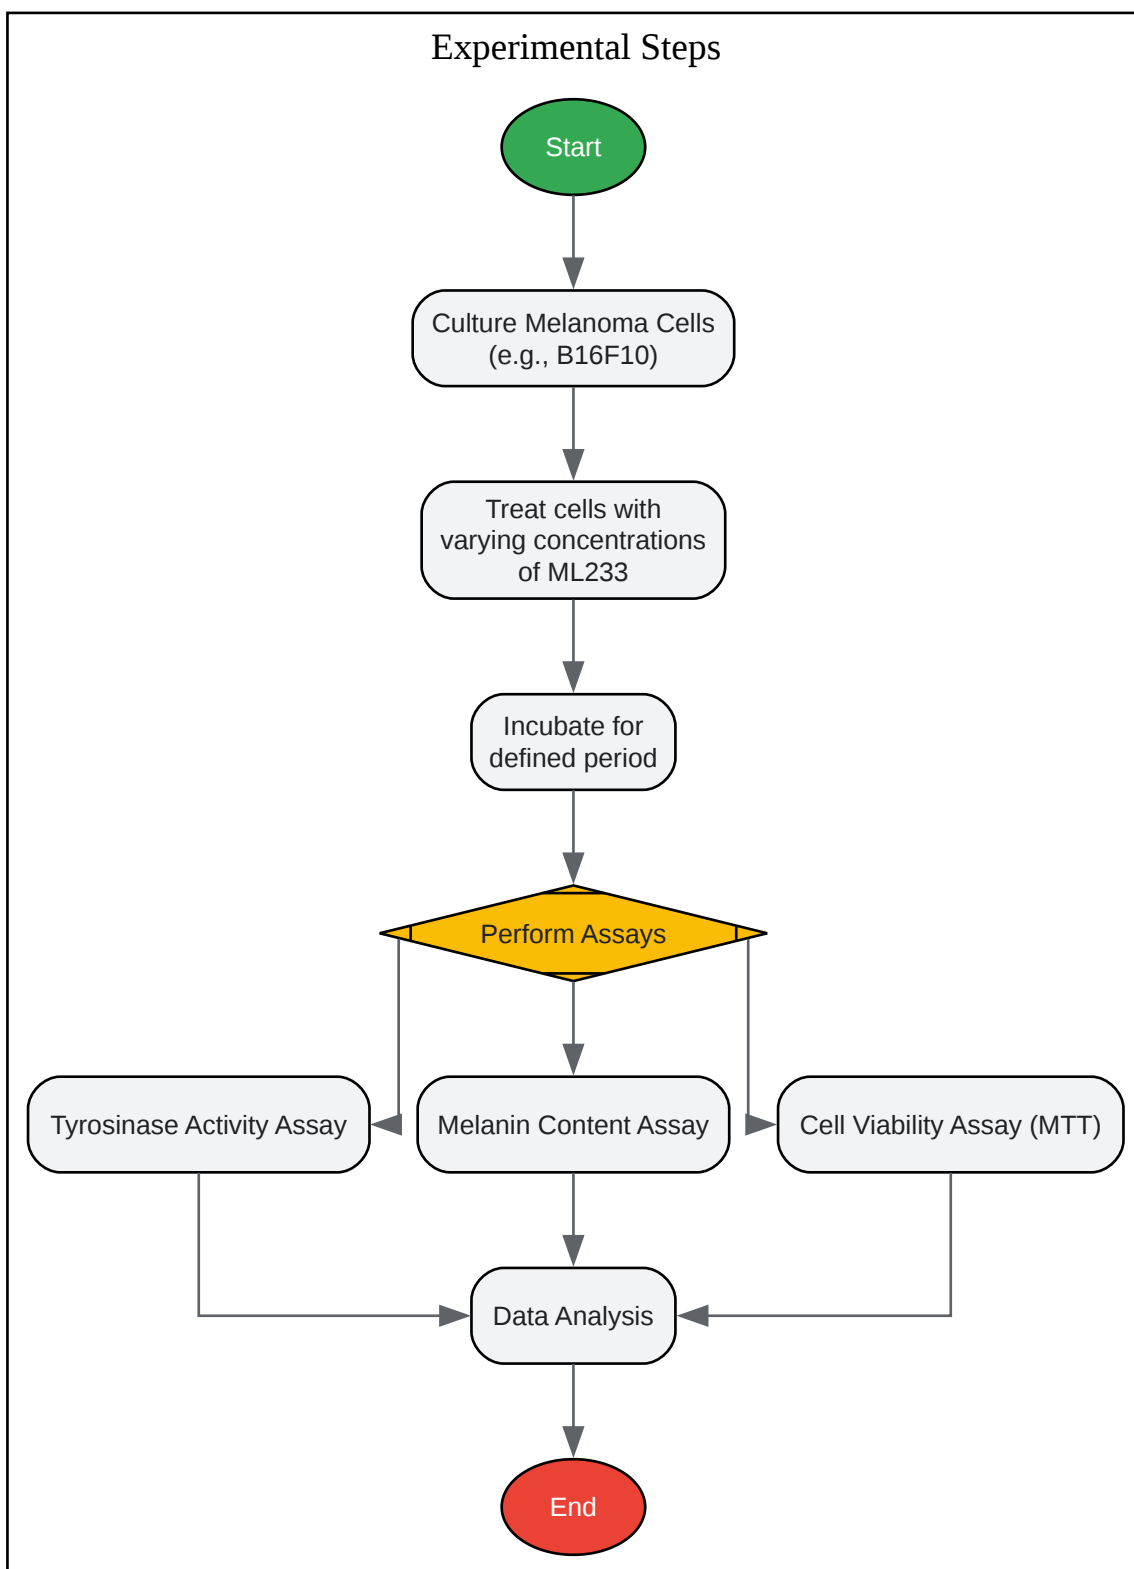 Experimental Steps
Start
Culture Melanoma Cells
(e.g., B16F10)
Treat cells with
varying concentrations
of ML233
Incubate for
defined period
Perform Assays
Tyrosinase Activity Assay
Melanin Content Assay
Cell Viability Assay (MTT)
Data Analysis
End